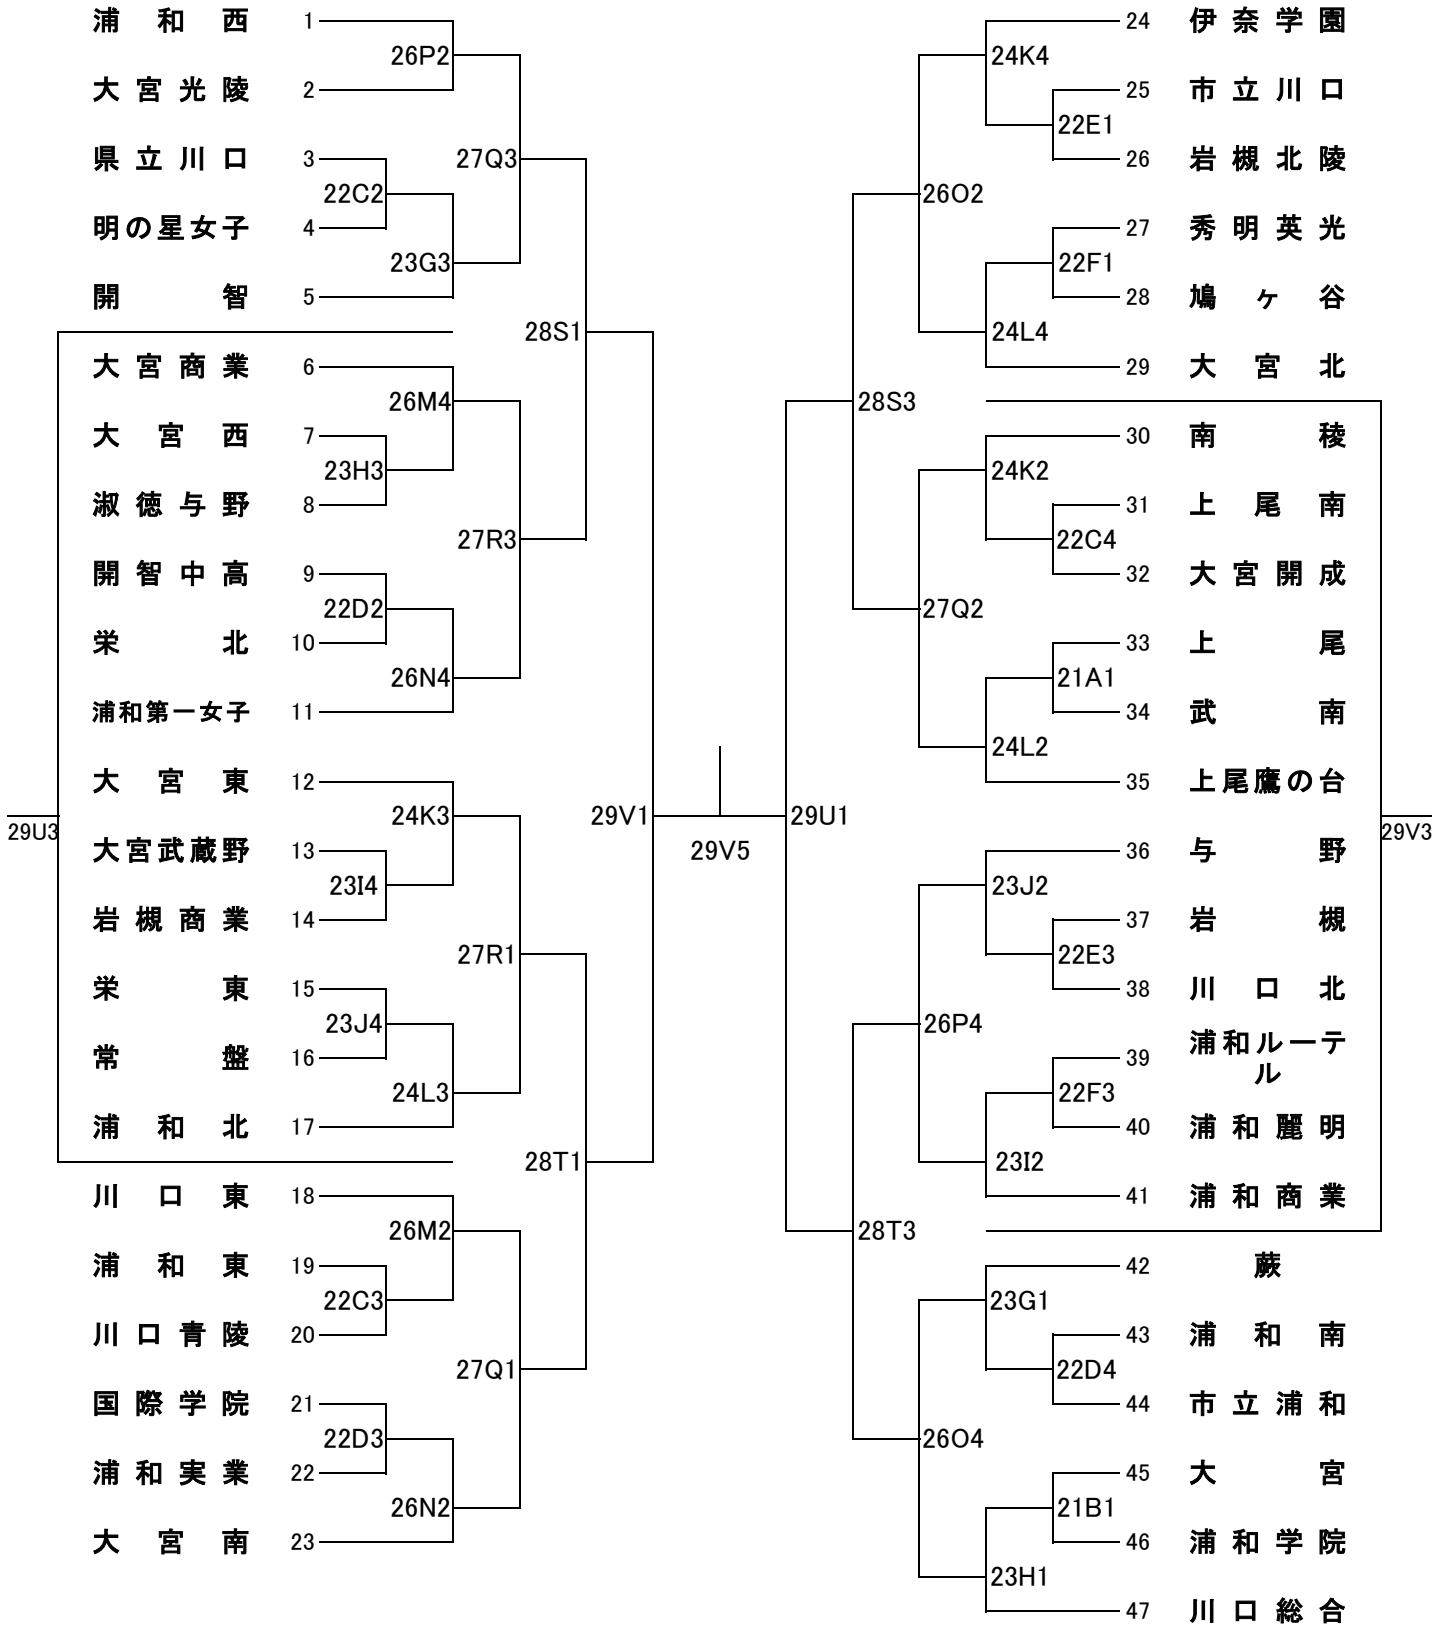 浦和西 1
26P2
大宮光陵 2
県立川口 3
27Q3
22C2
明の星女子 4
23G3
開智 5
28S1
大宮商業 6
26M4
大宮西 7
23H3
淑徳与野 8
27R3
開智中高 9
22D2
栄北 10
26N4
浦和第一女子 11
大宮東 12
24K3
29U3
29V1
大宮武蔵野 13
23I4
岩槻商業 14
27R1
栄東 15
23J4
常盤 16
24L3
浦和北 17
28T1
川口東 18
26M2
浦和東 19
22C3
川口青陵 20
27Q1
国際学院 21
22D3
浦和実業 22
26N2
大宮南 23
29V5
24 伊奈学園
24K4
25 市立川口
22E1
26 岩槻北陵
26O2
27 秀明英光
22F1
28 鳩ヶ谷
24L4
29 大宮北
28S3
30 南稜
24K2
31 上尾南
22C4
32 大宮開成
27Q2
33 上尾
21A1
34 武南
24L2
35 上尾鷹の台
29U1
29V3
36 与野
23J2
37 岩槻
22E3
38 川口北
26P4
39 浦和ルーテ
ル
22F3
40 浦和麗明
23I2
41 浦和商業
28T3
42 蕨
23G1
43 浦和南
22D4
44 市立浦和
26O4
45 大宮
21B1
46 浦和学院
23H1
47 川口総合